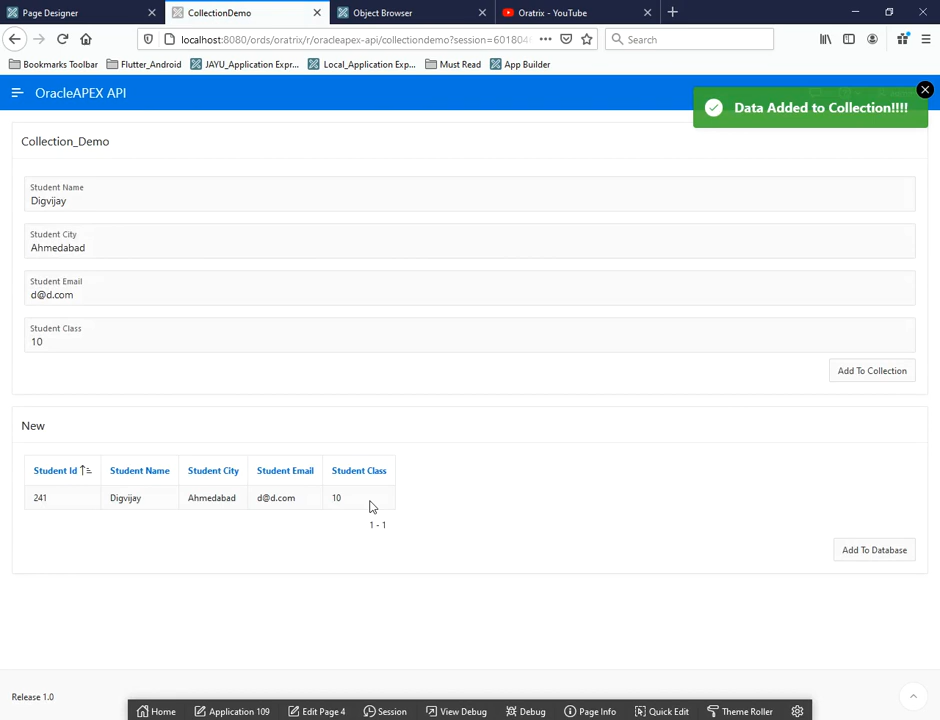 Page Designer
CollectionDemo
Object Browser
Oratrix - YouTube
localhost:8080/ords/oratrix/r/oracleapex-api/collectiondemo?session=601804
Search
Bookmarks Toolbar
Flutter_Android
JAYU_Application Expr...
Local_Application Exp...
Must Read
App Builder
OracleAPEX API
Data Added to Collection!!!!
Collection_Demo
Student Name
Digvijay
Student City
Ahmedabad
Student Email
d@d.com
Student Class
10
Add To Collection
New
Student Id Student Name Student City Student Email Student Class
241 Digvijay Ahmedabad d@d.com 10
1 - 1
Add To Database
Release 1.0
Home Application 109 Edit Page 4 Session View Debug Debug Page Info Quick Edit Theme Roller